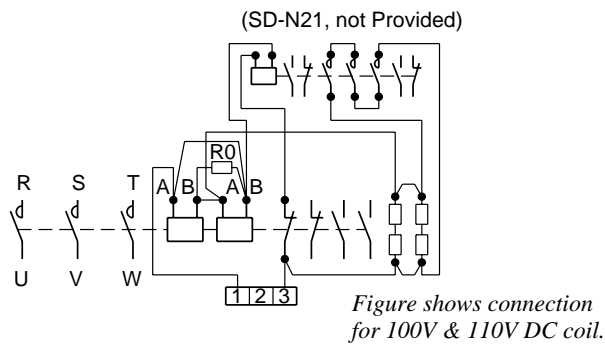 (SD-N21, not Provided)
R0
R S T A B A B
U V W
1 2 3
Figure shows connection
for 100V & 110V DC coil.